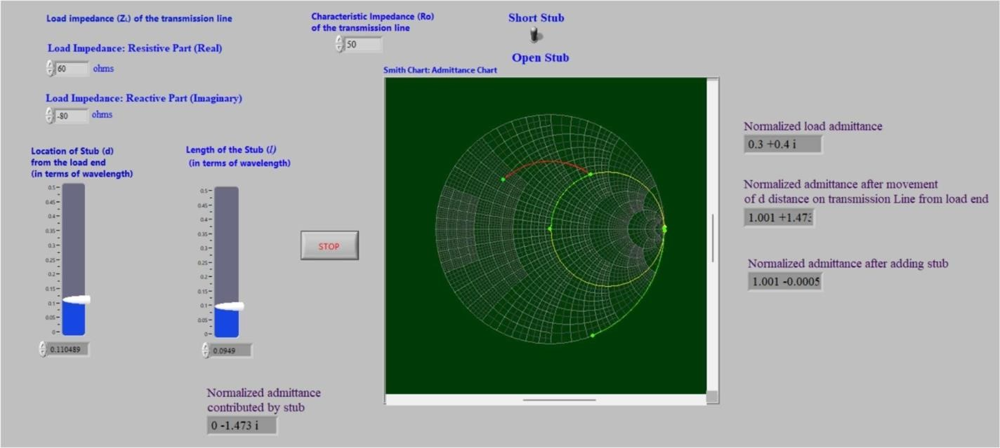 Load impedance (ZL) of the transmission line
Characteristic Impedance (Ro)
of the transmission line
50
Short Stub
Open Stub
Load Impedance: Resistive Part (Real)
60 ohms
Load Impedance: Reactive Part (Imaginary)
-80 ohms
Smith Chart: Admittance Chart
Location of Stub (d)
from the load end
(in terms of wavelength)
0.5
0.45
0.4
0.35
0.3
0.25
0.2
0.15
0.1
0.05
0
0.110489
Length of the Stub (l)
(in terms of wavelength)
0.5
0.45
0.4
0.35
0.3
0.25
0.2
0.15
0.1
0.05
0
0.0949
STOP
Normalized admittance
contributed by stub
0 -1.473 i
Normalized load admittance
0.3 +0.4 i
Normalized admittance after movement
of d distance on transmission Line from load end
1.001 +1.473
Normalized admittance after adding stub
1.001 -0.0005